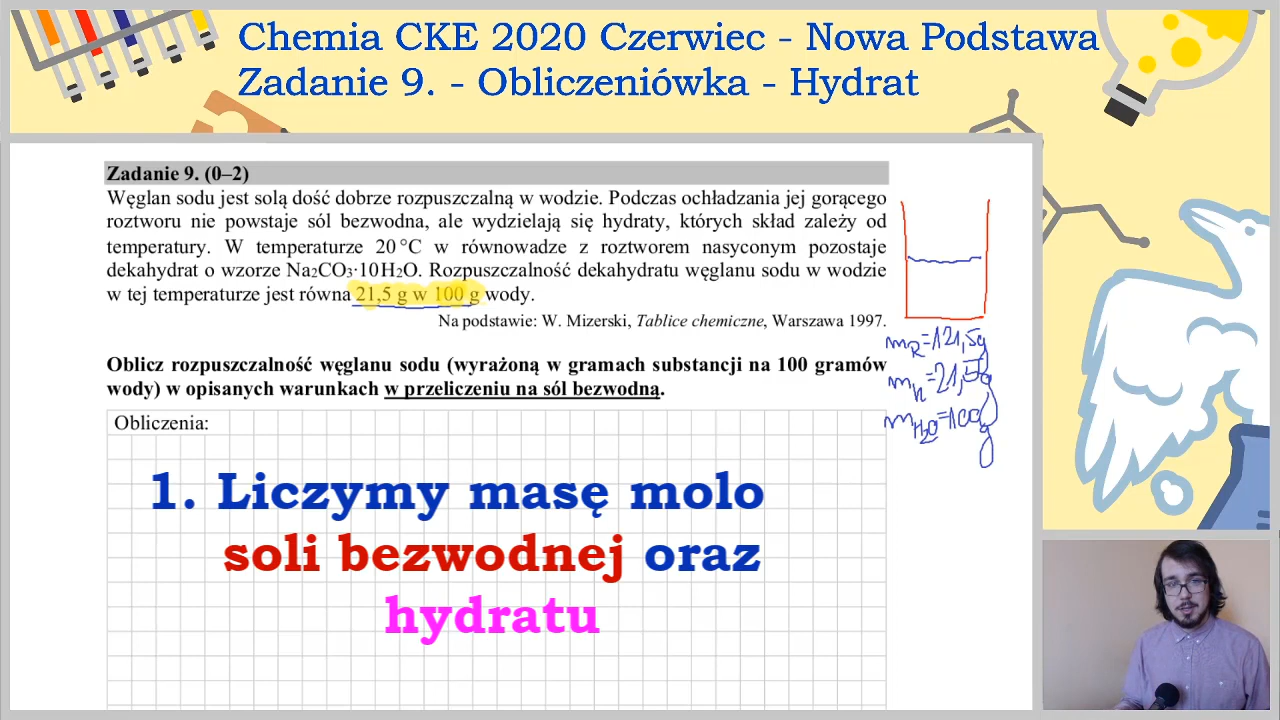 Chemia CKE 2020 Czerwiec - Nowa Podstawa
Zadanie 9. - Obliczeniówka - Hydrat
Zadanie 9. (0–2)
Węglan sodu jest solą dość dobrze rozpuszczalną w wodzie. Podczas ochładzania jej gorącego
roztworu nie powstaje sól bezwodna, ale wydzielają się hydraty, których skład zależy od
temperatury. W temperaturze 20 °C w równowadze z roztworem nasyconym pozostaje
dekahydrat o wzorze Na₂CO₃·10H₂O. Rozpuszczalność dekahydratu węglanu sodu w wodzie
w tej temperaturze jest równa 21,5 g w 100 g wody.
Na podstawie: W. Mizerski, Tablice chemiczne, Warszawa 1997.
Oblicz rozpuszczalność węglanu sodu (wyrażoną w gramach substancji na 100 gramów
wody) w opisanych warunkach w przeliczeniu na sól bezwodną.
mR=121,5g
mh=21,5g
mH₂O=100g
Obliczenia:
1. Liczymy masę molo
soli bezwodnej oraz
hydratu